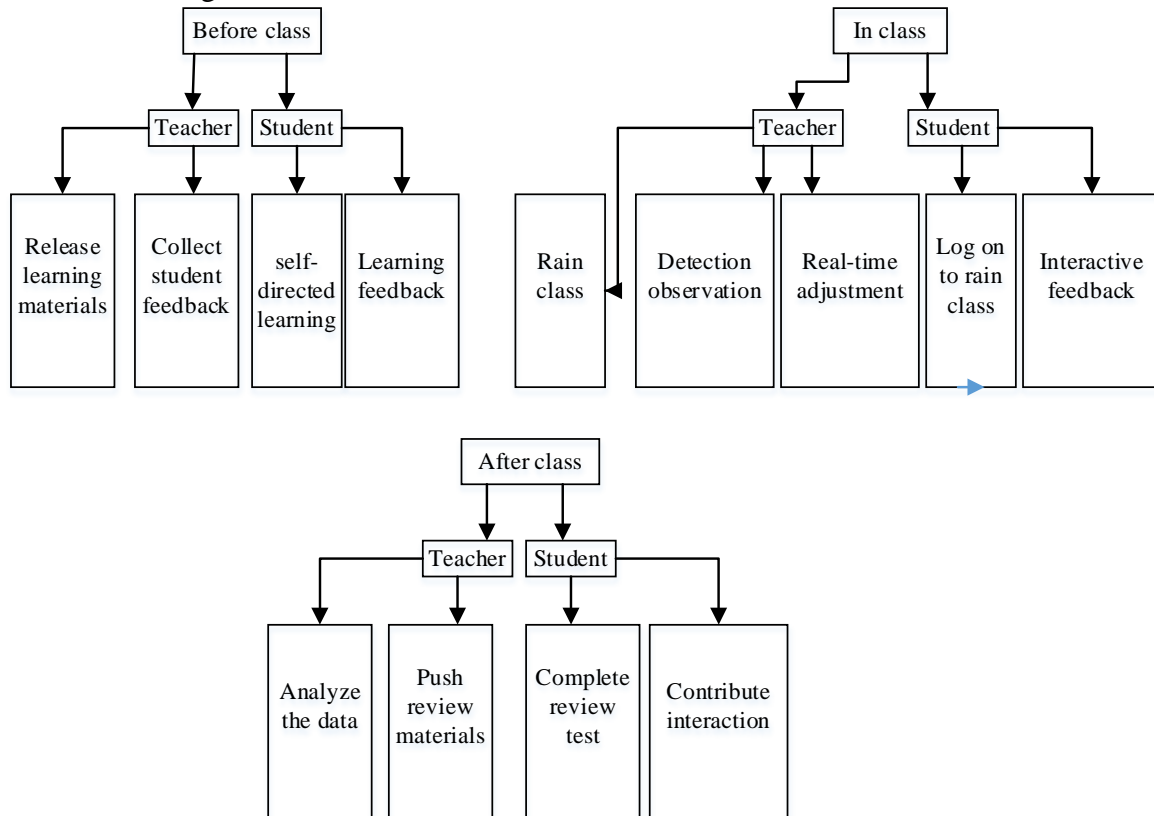 Before class
Teacher
Student
Release
learning
materials
Collect
student
feedback
self-
directed
learning
Learning
feedback
In class
Teacher
Student
Rain
class
Detection
observation
Real-time
adjustment
Log on
to rain
class
Interactive
feedback
After class
Teacher
Student
Analyze
the data
Push
review
materials
Complete
review
test
Contribute
interaction